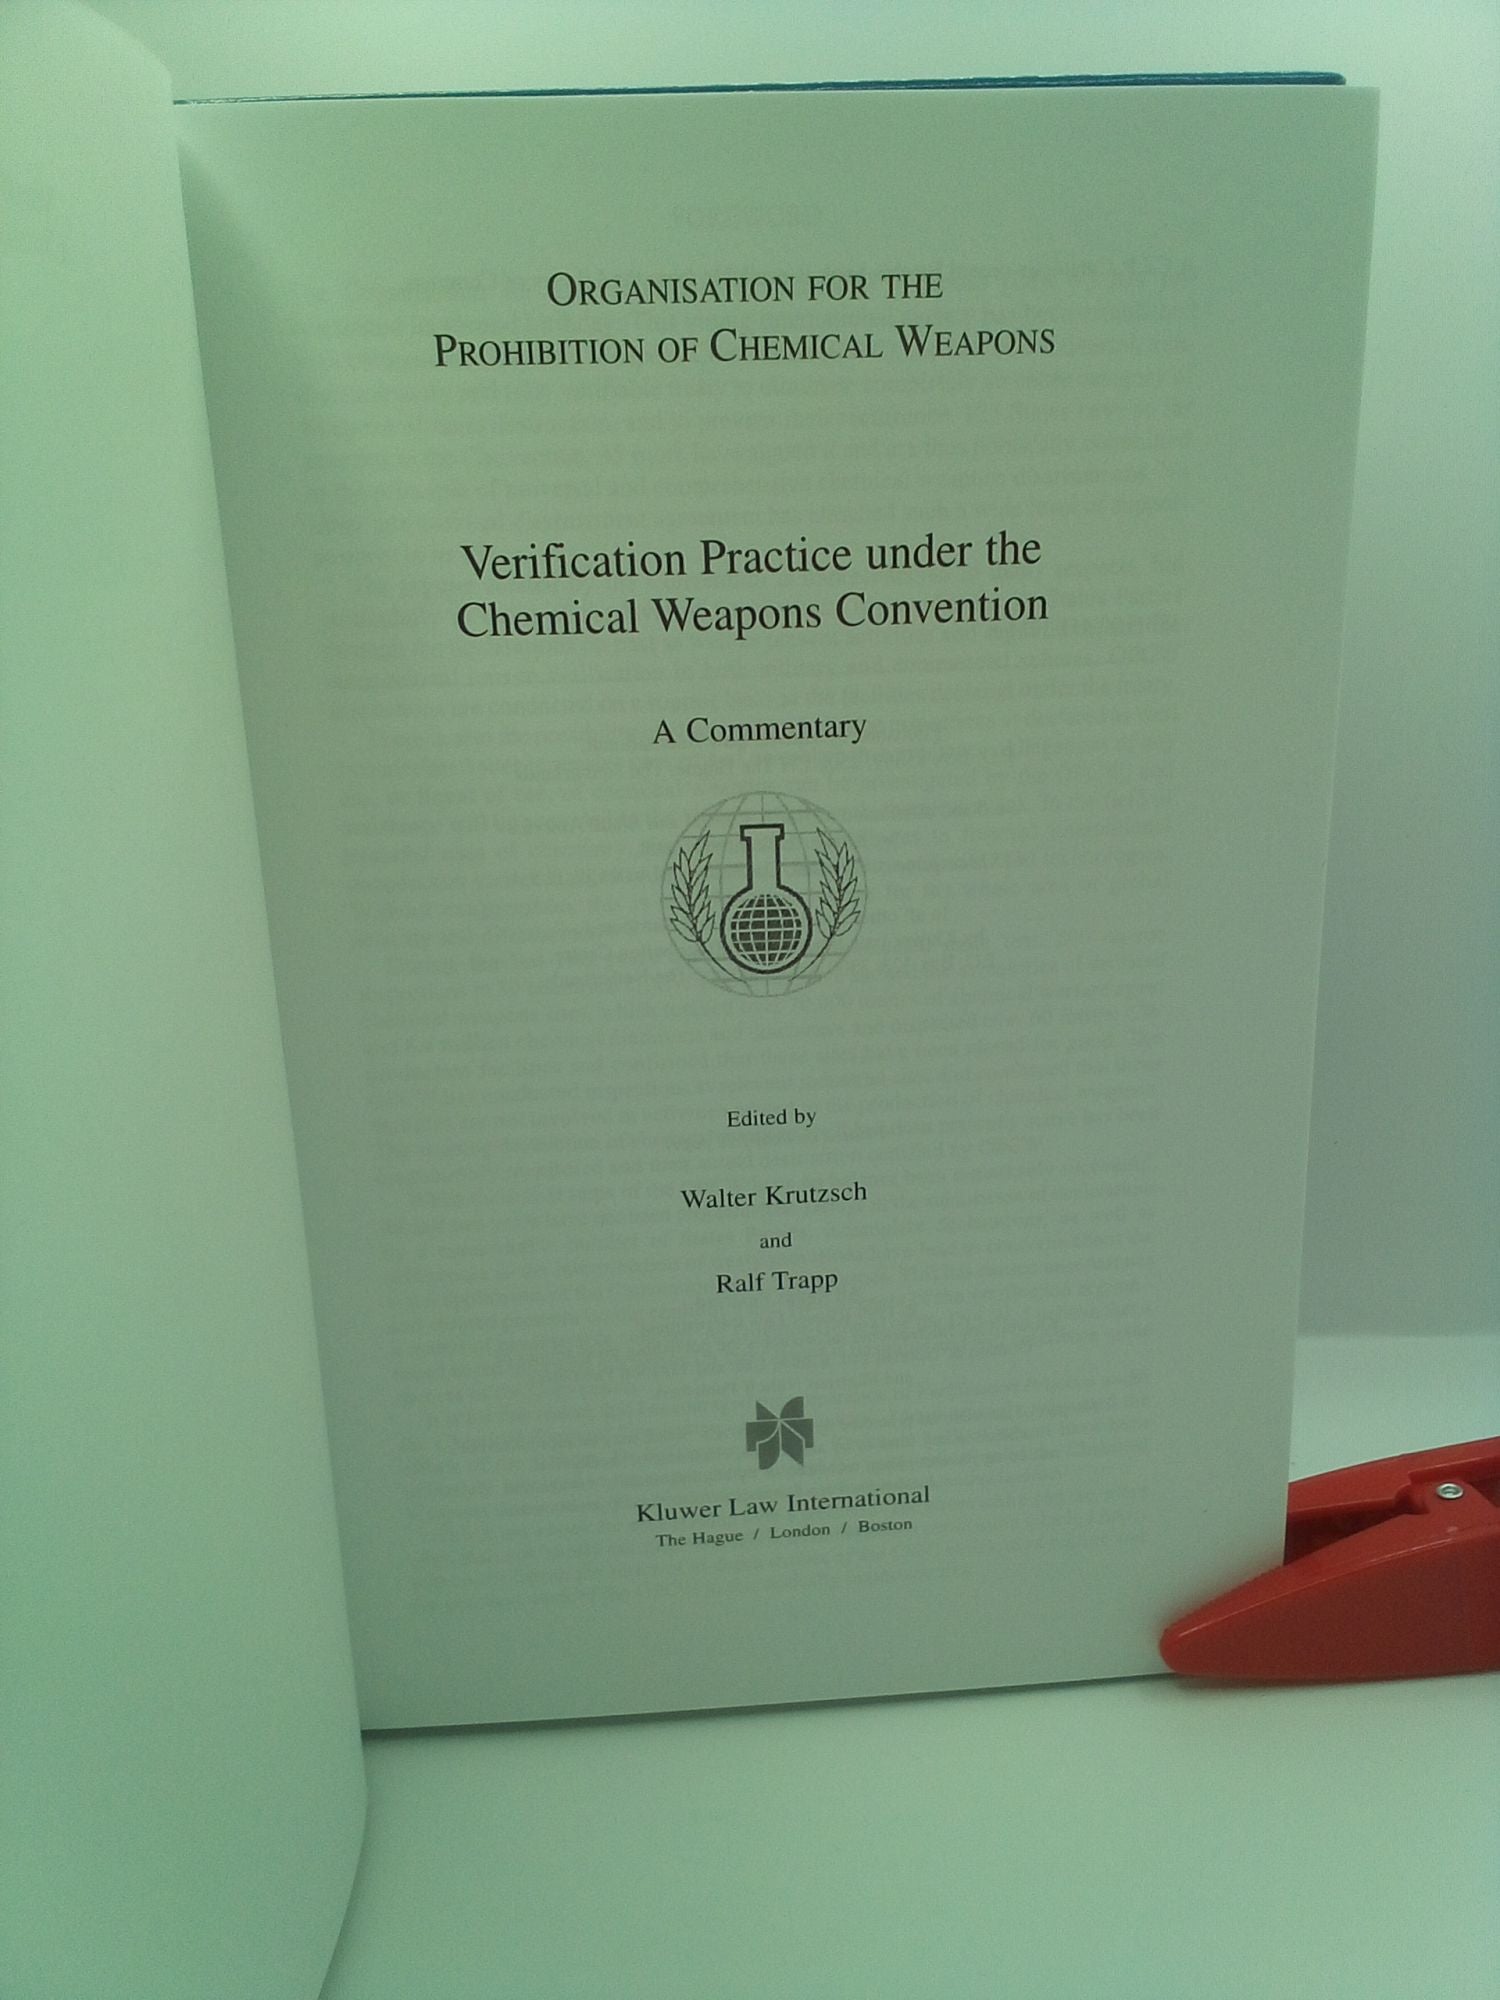 ORGANISATION FOR THE
PROHIBITION OF CHEMICAL WEAPONS
Verification Practice under the
Chemical Weapons Convention
A Commentary
Edited by
Walter Krutzsch
and
Ralf Trapp
Kluwer Law International
The Hague / London / Boston